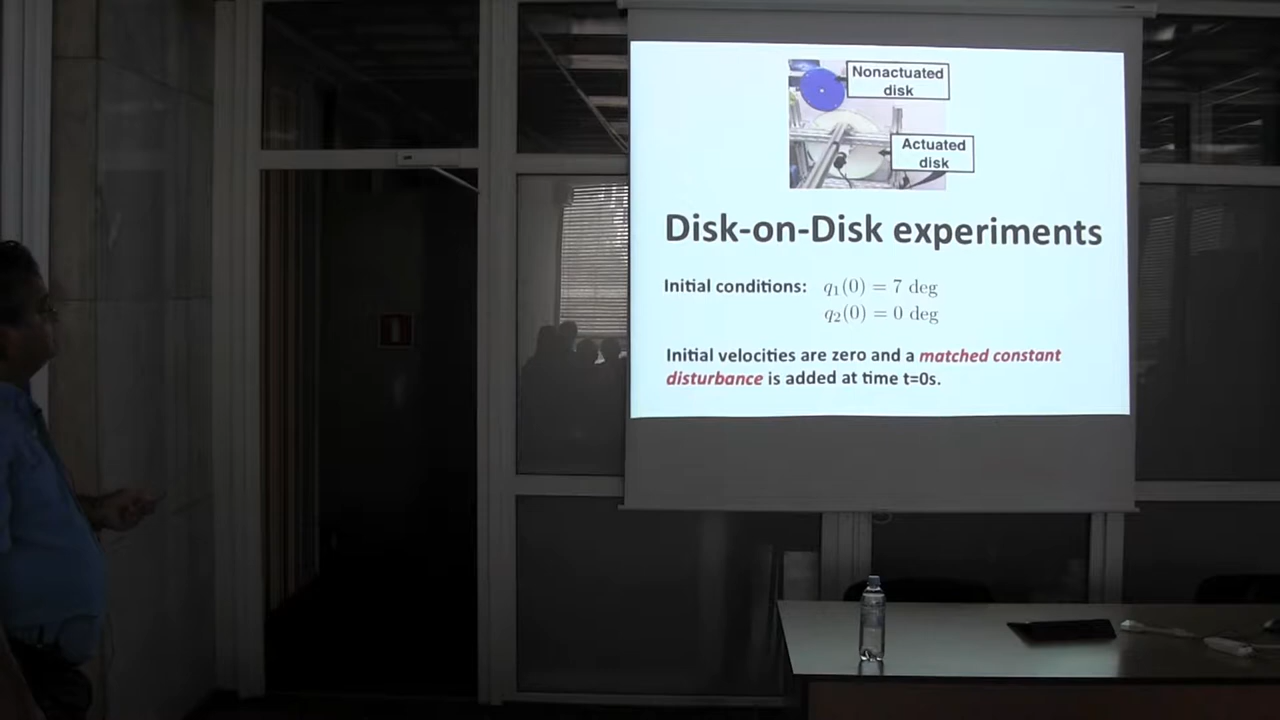 Nonactuated
disk
Actuated
disk
Disk-on-Disk experiments
Initial conditions: q₁(0) = 7 deg
q₂(0) = 0 deg
Initial velocities are zero and a matched constant
disturbance is added at time t=0s.